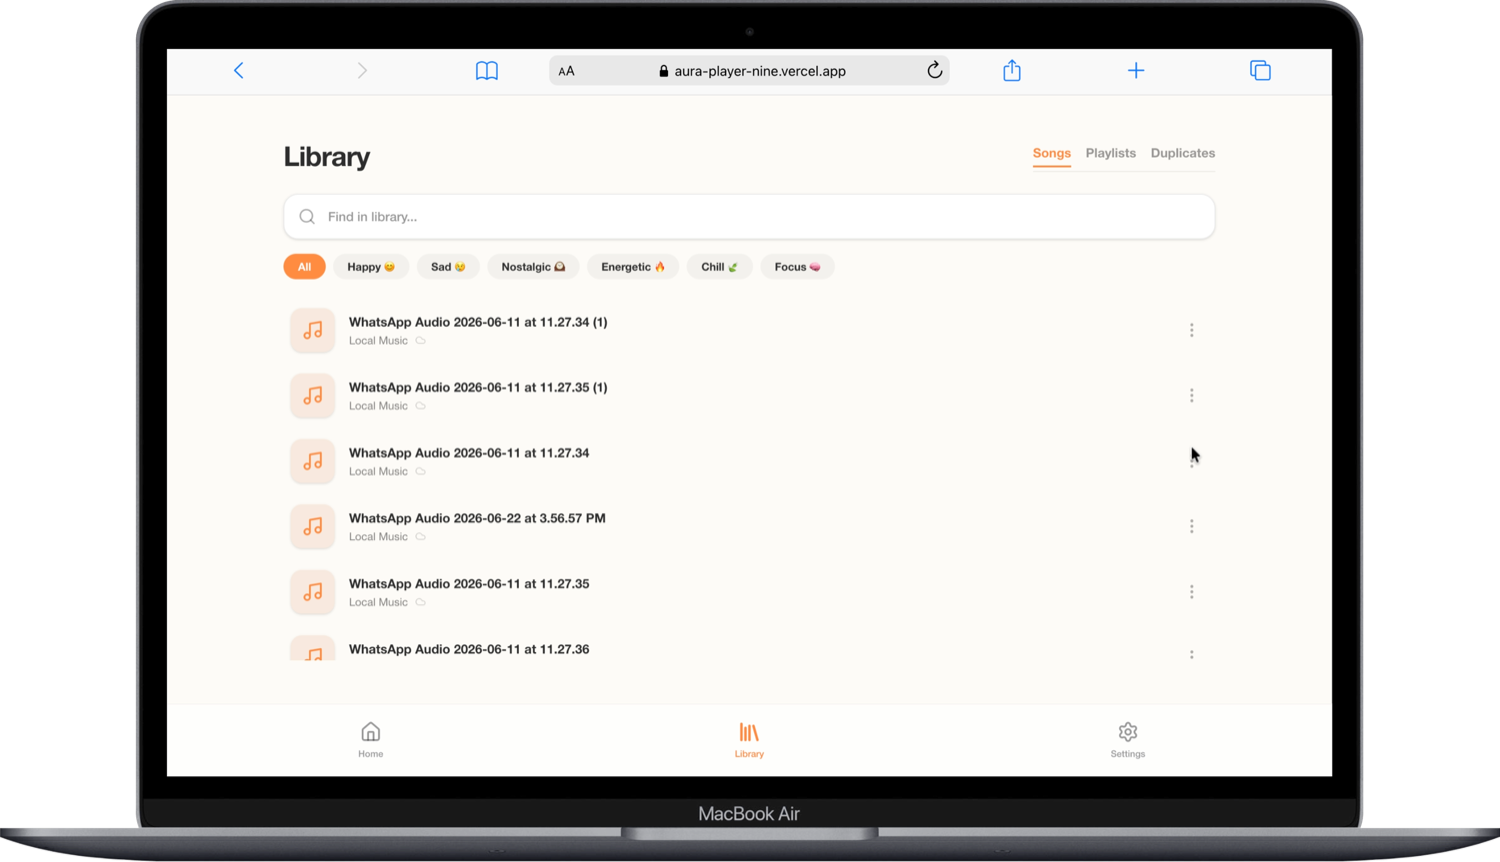 AA aura-player-nine.vercel.app
Library
Songs Playlists Duplicates
Find in library...
All Happy 😊 Sad 😢 Nostalgic 🕰️ Energetic 🔥 Chill 🌿 Focus 🧠
WhatsApp Audio 2026-06-11 at 11.27.34 (1)
Local Music
WhatsApp Audio 2026-06-11 at 11.27.35 (1)
Local Music
WhatsApp Audio 2026-06-11 at 11.27.34
Local Music
WhatsApp Audio 2026-06-22 at 3.56.57 PM
Local Music
WhatsApp Audio 2026-06-11 at 11.27.35
Local Music
WhatsApp Audio 2026-06-11 at 11.27.36
Home Library Settings
MacBook Air